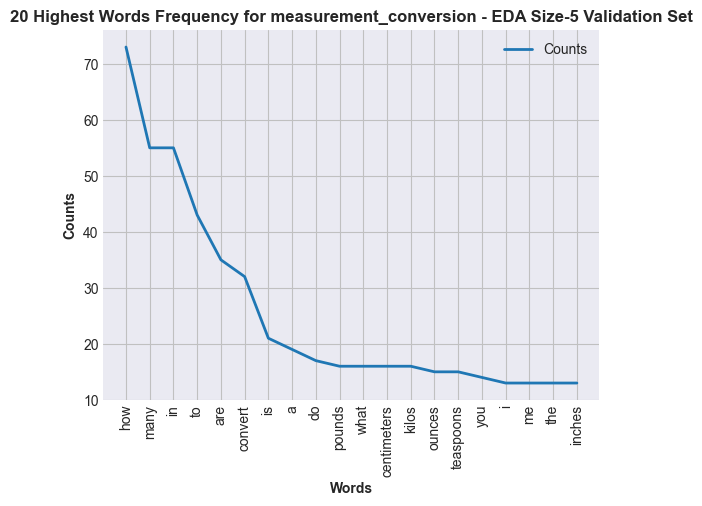 20 Highest Words Frequency for measurement_conversion - EDA Size-5 Validation Set
Counts
Counts
70
60
50
40
30
20
10
how
many
in
to
are
convert
is
a
do
pounds
what
centimeters
kilos
ounces
teaspoons
you
i
me
the
inches
Words